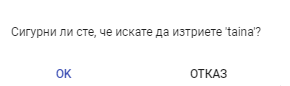 Сигурни ли сте, че искате да изтриете 'taina'?
OK
ОТКАЗ